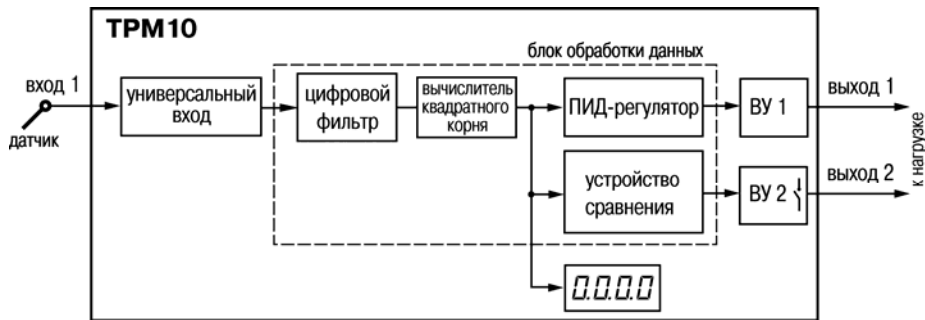 ТРМ10
блок обработки данных
вход 1
датчик
универсальный
вход
цифровой
фильтр
вычислитель
квадратного
корня
ПИД-регулятор
ВУ 1
выход 1
устройство
сравнения
ВУ 2
выход 2
к нагрузке
0.0.0.0